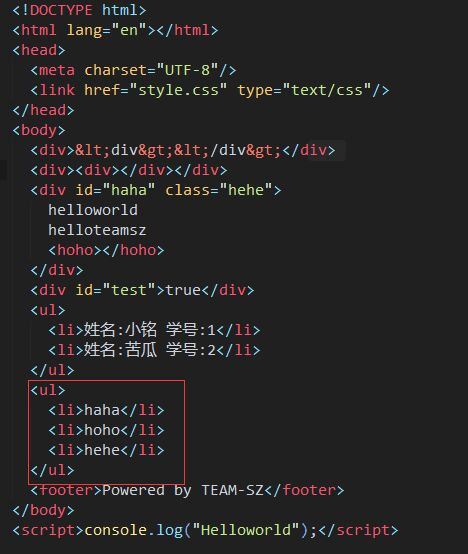 <!DOCTYPE html>
<html lang="en"></html>
<head>
  <meta charset="UTF-8"/>
  <link href="style.css" type="text/css"/>
</head>
<body>
  <div>&lt;div&gt;&lt;/div&gt;</div>
  <div><div></div></div>
  <div id="haha" class="hehe">
    helloworld
    helloteamsz
    <hoho></hoho>
  </div>
  <div id="test">true</div>
  <ul>
    <li>姓名:小铭 学号:1</li>
    <li>姓名:苦瓜 学号:2</li>
  </ul>
  <ul>
    <li>haha</li>
    <li>hoho</li>
    <li>hehe</li>
  </ul>
  <footer>Powered by TEAM-SZ</footer>
</body>
<script>console.log("Helloworld");</script>